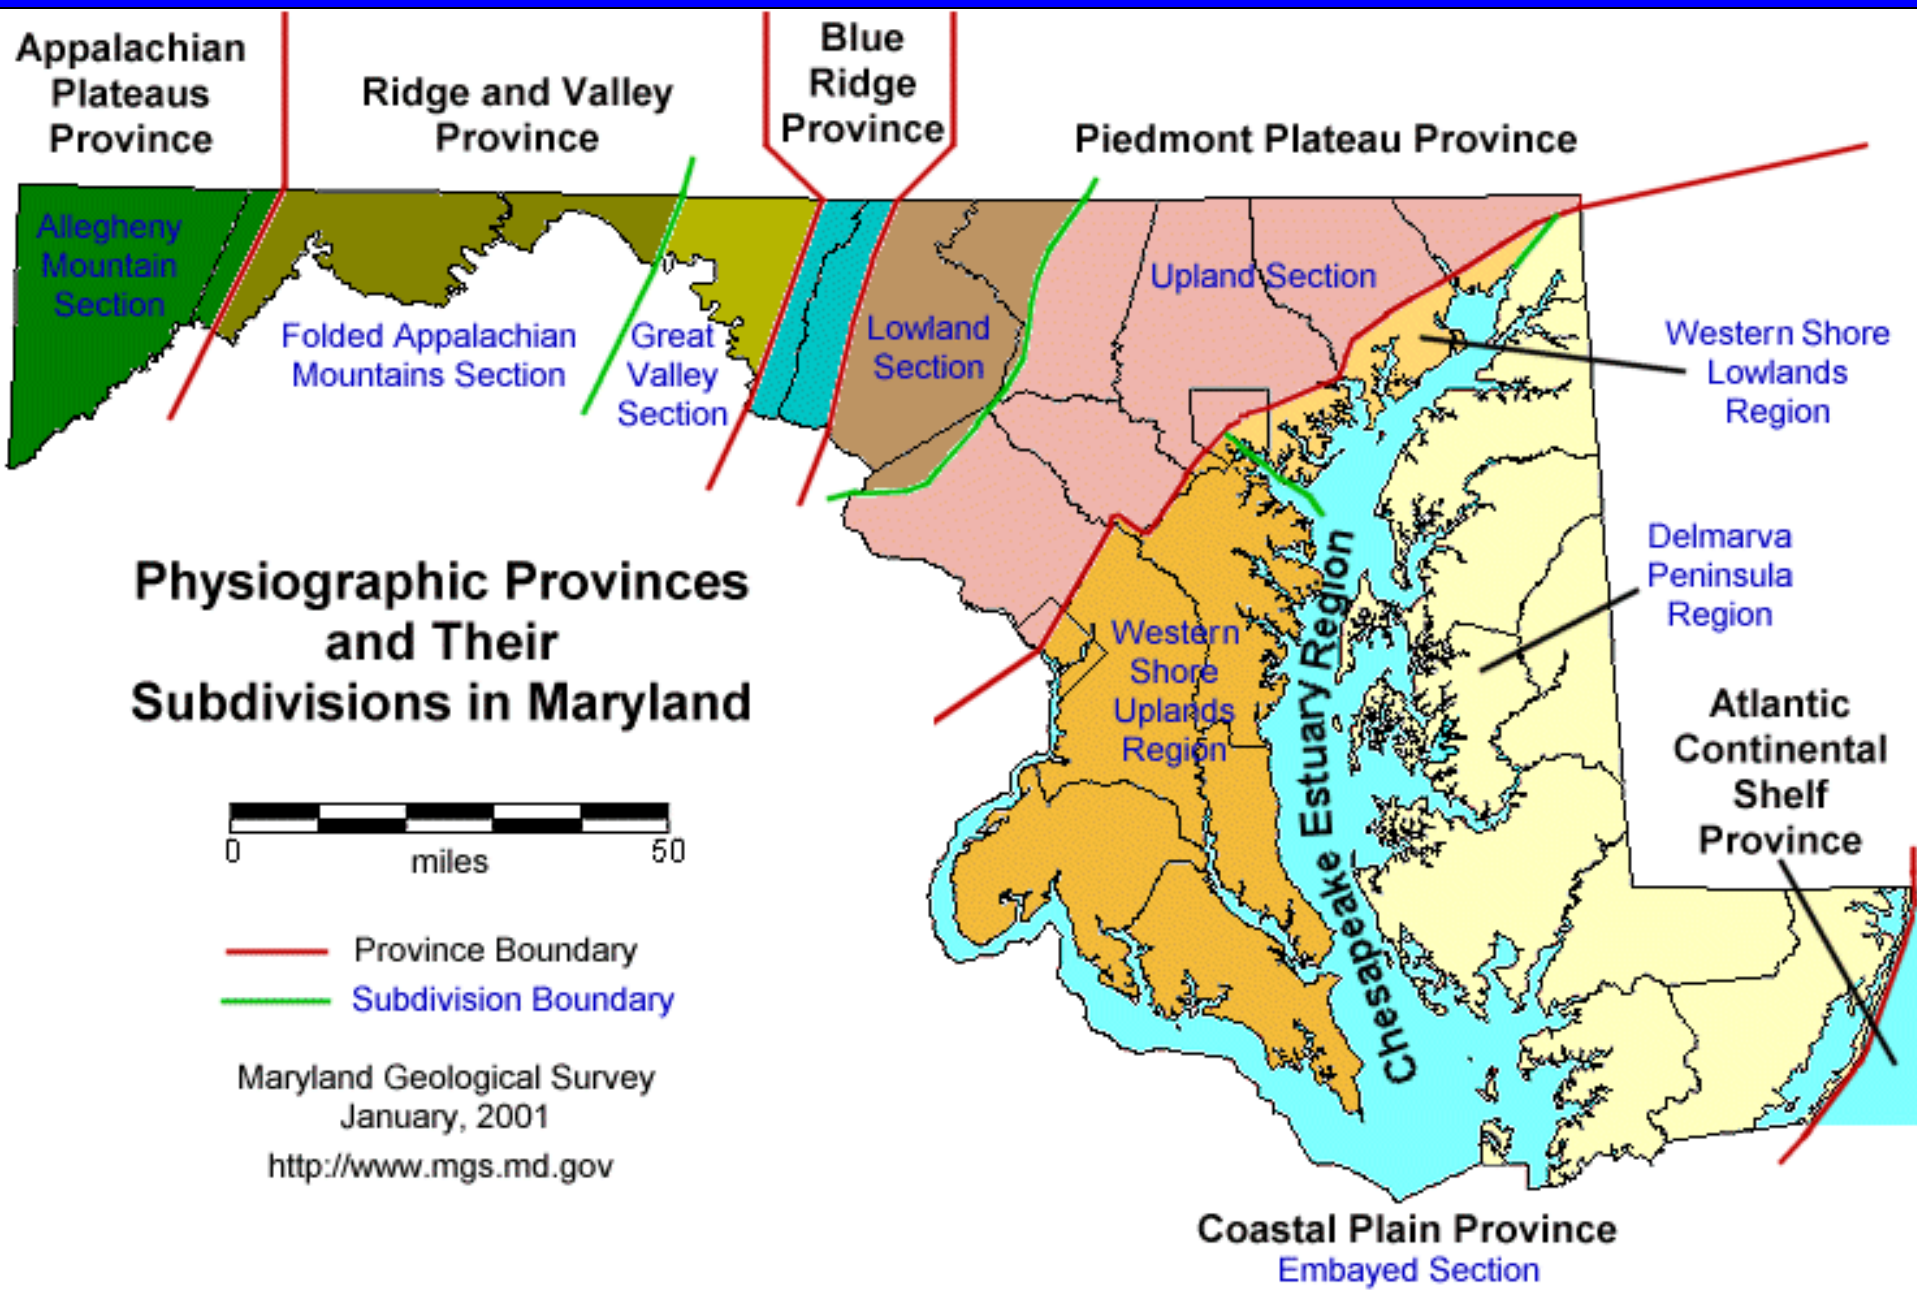 Appalachian
Plateaus
Province
Ridge and Valley
Province
Blue
Ridge
Province
Piedmont Plateau Province
Allegheny
Mountain
Section
Folded Appalachian
Mountains Section
Great
Valley
Section
Lowland
Section
Upland Section
Western Shore
Lowlands
Region
Delmarva
Peninsula
Region
Western
Shore
Uplands
Region
Chesapeake Estuary Region
Atlantic
Continental
Shelf
Province
Physiographic Provinces
and Their
Subdivisions in Maryland
0 miles 50
Province Boundary
Subdivision Boundary
Maryland Geological Survey
January, 2001
http://www.mgs.md.gov
Coastal Plain Province
Embayed Section